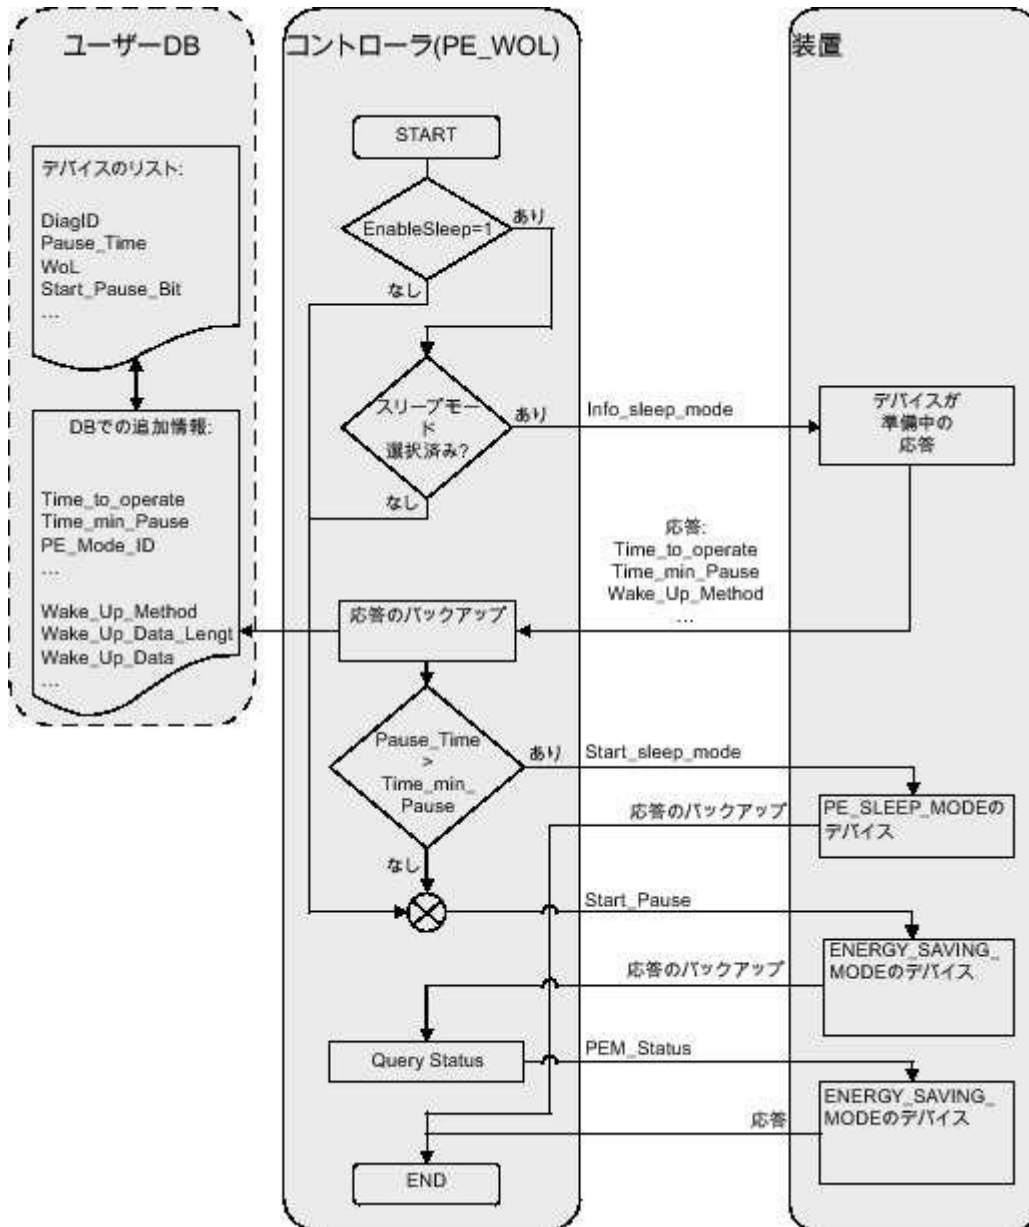 ユーザーDB
デバイスのリスト:
DiagID
Pause_Time
WoL
Start_Pause_Bit
...
DBでの追加情報:
Time_to_operate
Time_min_Pause
PE_Mode_ID
...
Wake_Up_Method
Wake_Up_Data_Lengt
Wake_Up_Data
...
コントローラ(PE_WOL)
START
EnableSleep=1
あり
なし
スリープモー
ド
選択済み?
あり
なし
Info_sleep_mode
応答:
Time_to_operate
Time_min_Pause
Wake_Up_Method
...
応答のバックアップ
Pause_Time
>
Time_min_
Pause
あり
なし
Start_sleep_mode
応答のバックアップ
Start_Pause
応答のバックアップ
Query Status
PEM_Status
応答
END
装置
デバイスが
準備中の
応答
PE_SLEEP_MODEの
デバイス
ENERGY_SAVING_
MODEのデバイス
ENERGY_SAVING_
MODEのデバイス